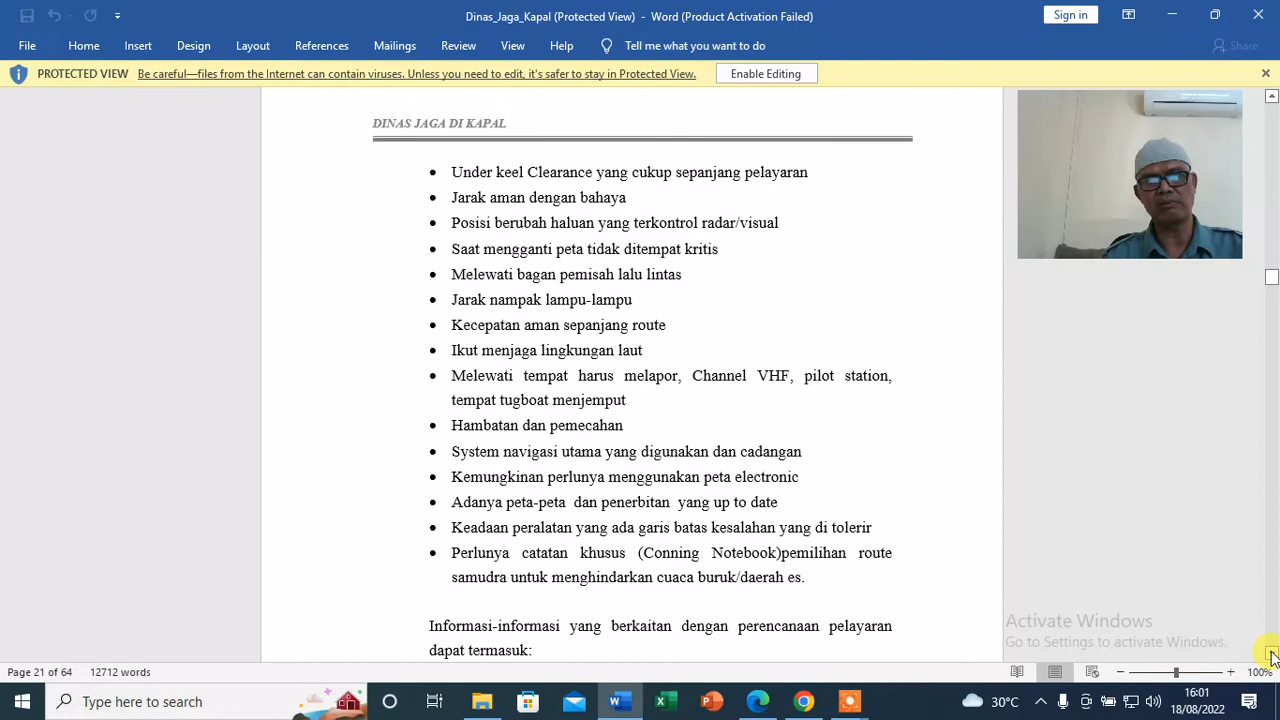 Dinas_Jaga_Kapal (Protected View) - Word (Product Activation Failed)
Sign in
File Home Insert Design Layout References Mailings Review View Help Tell me what you want to do Share
PROTECTED VIEW Be careful—files from the Internet can contain viruses. Unless you need to edit, it's safer to stay in Protected View. Enable Editing
DINAS JAGA DI KAPAL
• Under keel Clearance yang cukup sepanjang pelayaran
• Jarak aman dengan bahaya
• Posisi berubah haluan yang terkontrol radar/visual
• Saat mengganti peta tidak ditempat kritis
• Melewati bagan pemisah lalu lintas
• Jarak nampak lampu-lampu
• Kecepatan aman sepanjang route
• Ikut menjaga lingkungan laut
• Melewati tempat harus melapor, Channel VHF, pilot station,
tempat tugboat menjemput
• Hambatan dan pemecahan
• System navigasi utama yang digunakan dan cadangan
• Kemungkinan perlunya menggunakan peta electronic
• Adanya peta-peta dan penerbitan yang up to date
• Keadaan peralatan yang ada garis batas kesalahan yang di tolerir
• Perlunya catatan khusus (Conning Notebook)pemilihan route
samudra untuk menghindarkan cuaca buruk/daerah es.
Informasi-informasi yang berkaitan dengan perencanaan pelayaran
dapat termasuk:
Activate Windows
Go to Settings to activate Windows.
Page 21 of 64 12712 words 100%
Type here to search
30°C
16:01
18/08/2022